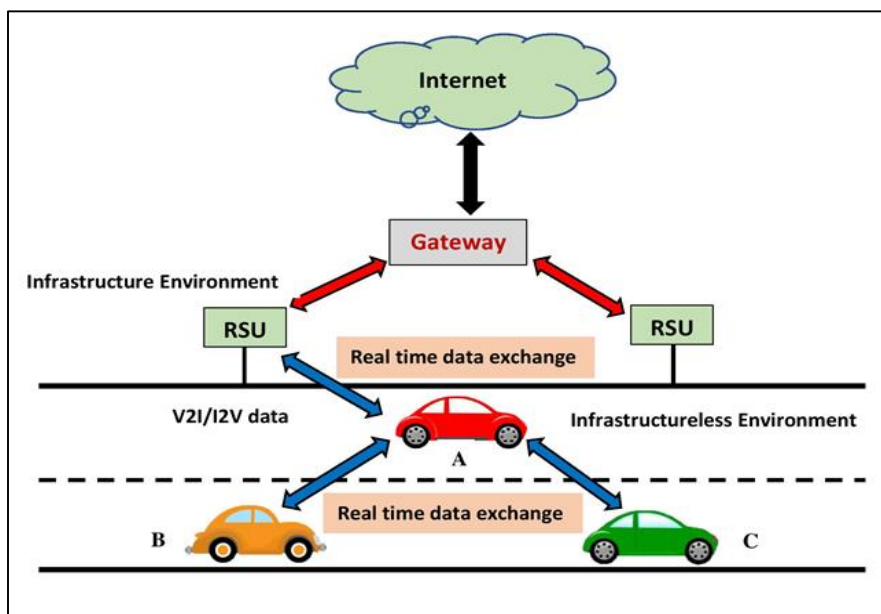 Internet
Gateway
Infrastructure Environment
RSU
RSU
Real time data exchange
V2I/I2V data
Infrastructureless Environment
A
Real time data exchange
B
C